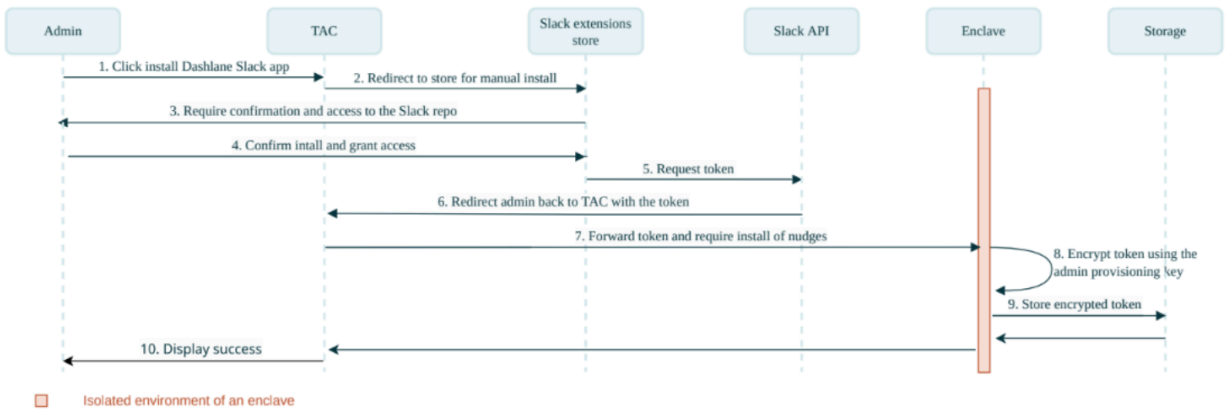 Admin
TAC
Slack extensions
store
Slack API
Enclave
Storage
1. Click install Dashlane Slack app
2. Redirect to store for manual install
3. Require confirmation and access to the Slack repo
4. Confirm intall and grant access
5. Request token
6. Redirect admin back to TAC with the token
7. Forward token and require install of nudges
8. Encrypt token using the
admin provisioning key
9. Store encrypted token
10. Display success
Isolated environment of an enclave